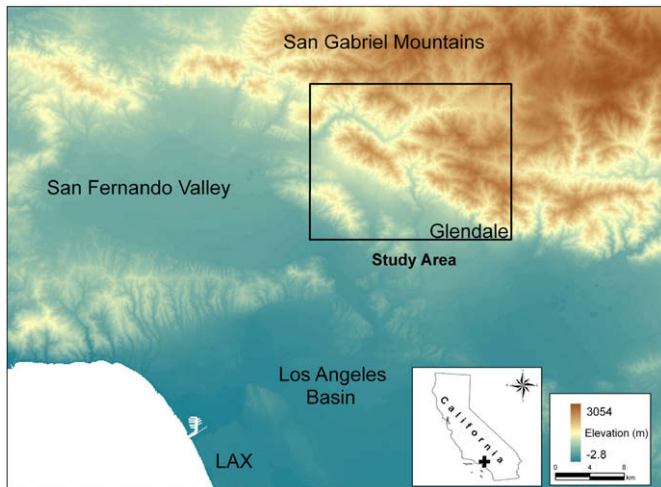 San Gabriel Mountains
San Fernando Valley
Glendale
Study Area
Los Angeles
Basin
LAX
California
3054
Elevation (m)
-2.8
0 4 8
km